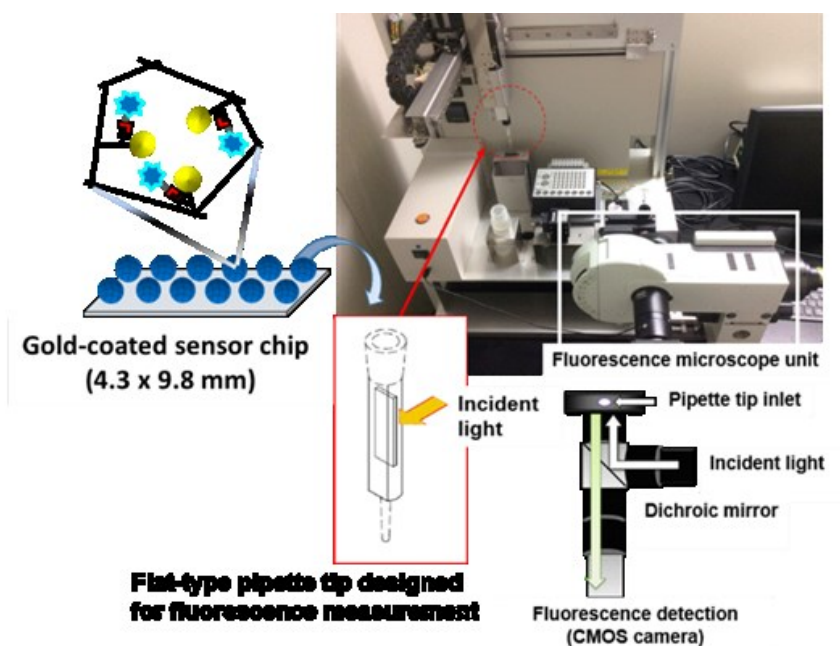 Gold-coated sensor chip
(4.3 x 9.8 mm)
Fluorescence microscope unit
Incident
light
Pipette tip inlet
Incident light
Dichroic mirror
Flat-type pipette tip designed
for fluorescence measurement
Fluorescence detection
(CMOS camera)